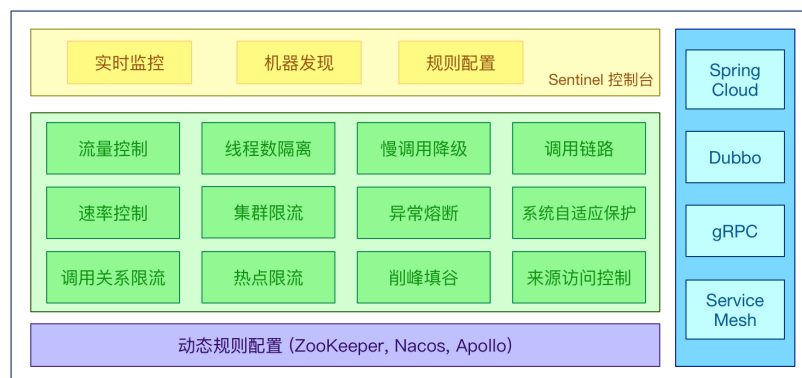 实时监控
机器发现
规则配置
Sentinel 控制台
流量控制
线程数隔离
慢调用降级
调用链路
速率控制
集群限流
异常熔断
系统自适应保护
调用关系限流
热点限流
削峰填谷
来源访问控制
动态规则配置 (ZooKeeper, Nacos, Apollo)
Spring
Cloud
Dubbo
gRPC
Service
Mesh